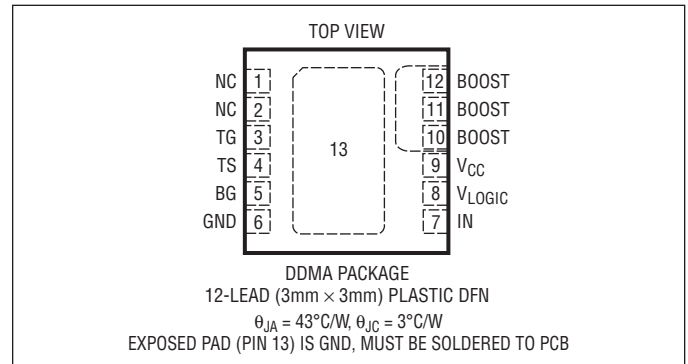 TOP VIEW
NC 1 12 BOOST
NC 2 11 BOOST
TG 3 10 BOOST
TS 4 13 9 VCC
BG 5 8 VLOGIC
GND 6 7 IN
DDMA PACKAGE
12-LEAD (3mm × 3mm) PLASTIC DFN
θJA = 43°C/W, θJC = 3°C/W
EXPOSED PAD (PIN 13) IS GND, MUST BE SOLDERED TO PCB